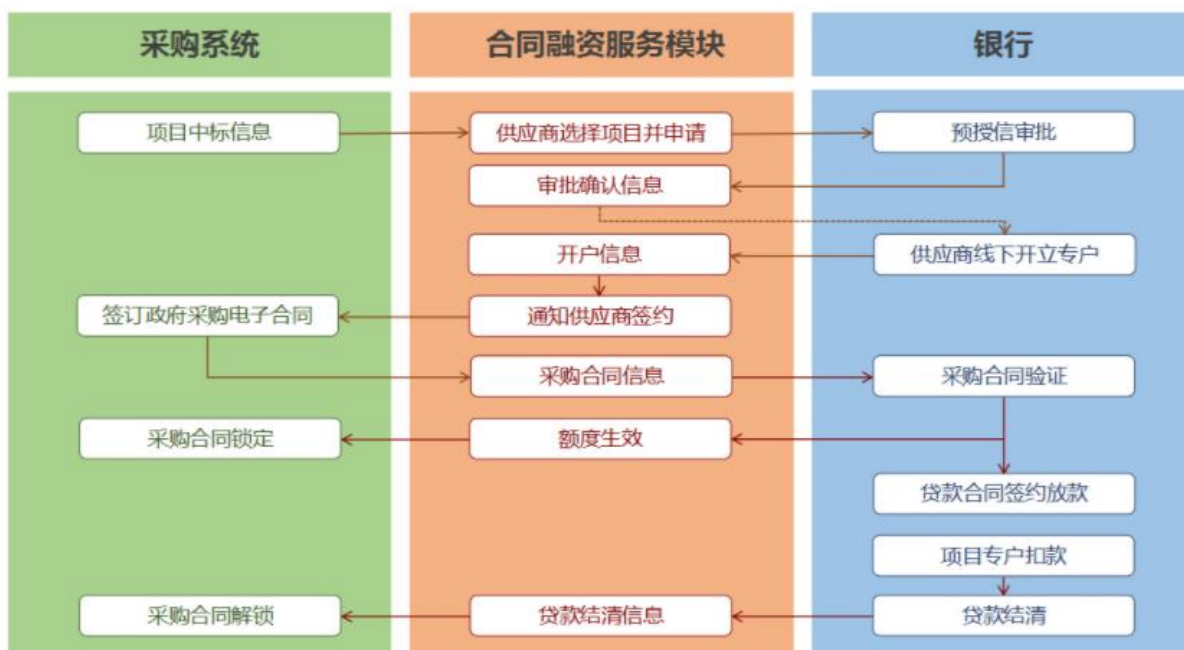 采购系统
合同融资服务模块
银行
项目中标信息
供应商选择项目并申请
预授信审批
审批确认信息
开户信息
供应商线下开立专户
签订政府采购电子合同
通知供应商签约
采购合同信息
采购合同验证
采购合同锁定
额度生效
贷款合同签约放款
项目专户扣款
采购合同解锁
贷款结清信息
贷款结清